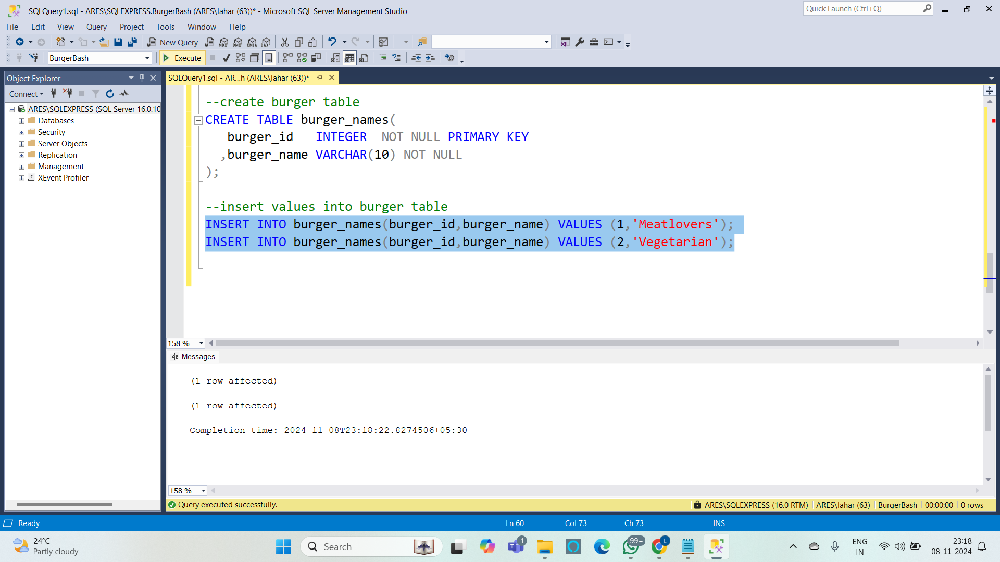 SQLQuery1.sql - ARES\SQLEXPRESS.BurgerBash (ARES\lahar (63))* - Microsoft SQL Server Management Studio
Quick Launch (Ctrl+Q)
File Edit View Query Project Tools Window Help
New Query MDX DMX XMLA DAX
BurgerBash Execute
Object Explorer
Connect
ARES\SQLEXPRESS (SQL Server 16.0.10
Databases
Security
Server Objects
Replication
Management
XEvent Profiler
SQLQuery1.sql - AR...h (ARES\lahar (63))*
--create burger table
CREATE TABLE burger_names(
burger_id INTEGER NOT NULL PRIMARY KEY
,burger_name VARCHAR(10) NOT NULL
);
--insert values into burger table
INSERT INTO burger_names(burger_id,burger_name) VALUES (1,'Meatlovers');
INSERT INTO burger_names(burger_id,burger_name) VALUES (2,'Vegetarian');
158 %
Messages
(1 row affected)
(1 row affected)
Completion time: 2024-11-08T23:18:22.8274506+05:30
158 %
Query executed successfully. ARES\SQLEXPRESS (16.0 RTM) ARES\lahar (63) BurgerBash 00:00:00 0 rows
Ready Ln 60 Col 73 Ch 73 INS
24°C
Partly cloudy
Search
1
99+
L
ENG
IN
23:18
08-11-2024